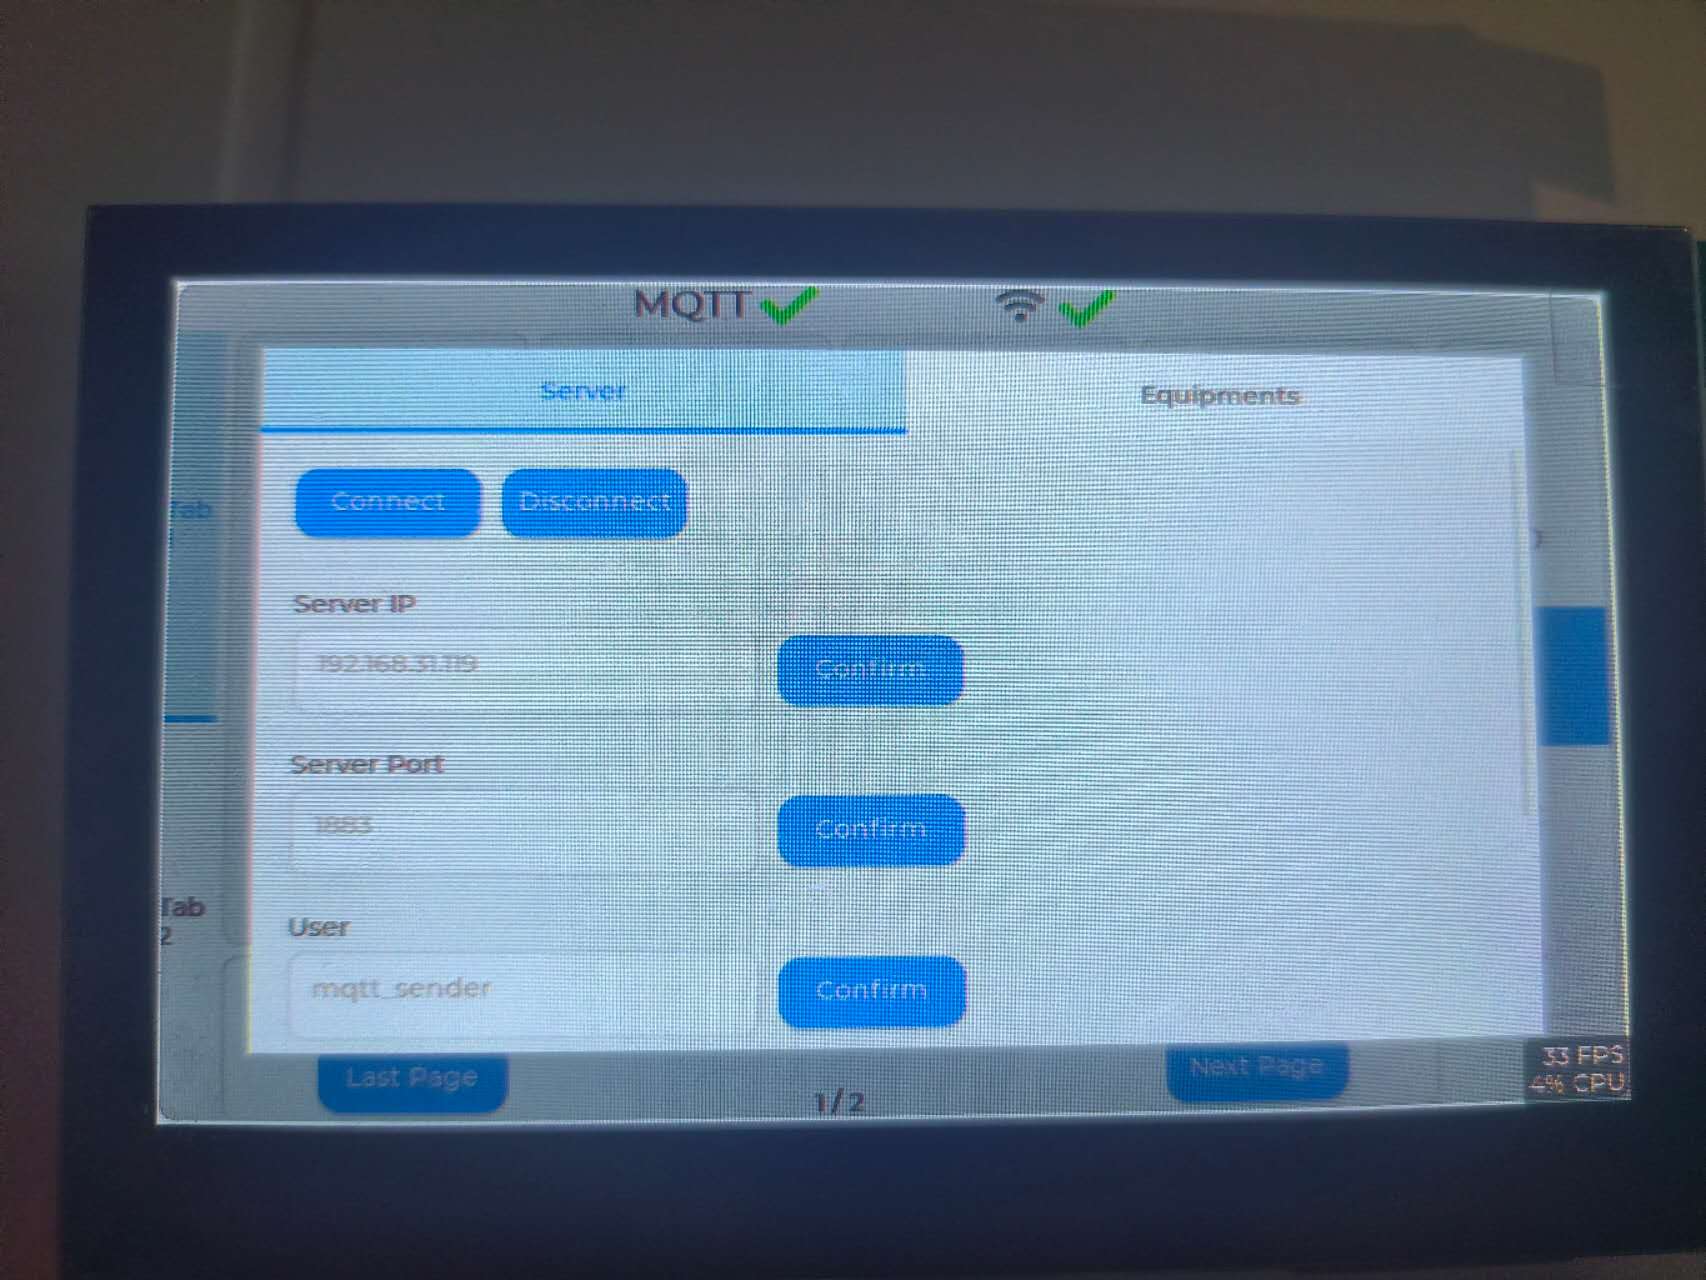 MQTT
Server
Equipments
Connect
Disconnect
Tab
Server IP
192.168.31.119
Confirm
Server Port
1883
Confirm
Tab
2
User
mqtt_sender
Confirm
Last Page
1/2
Next Page
33 FPS
4% CPU